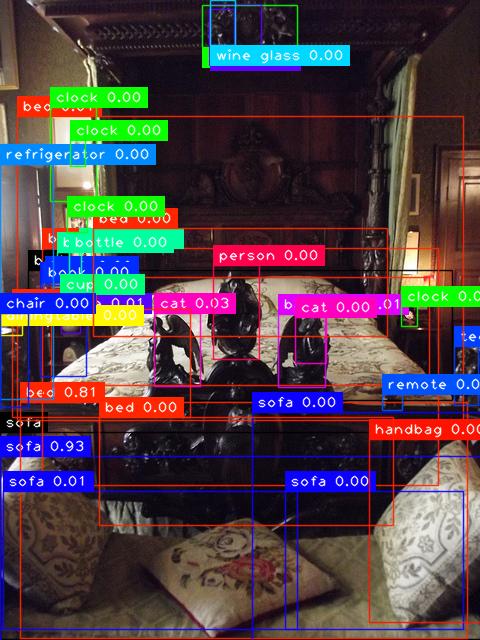 wine glass 0.00
clock 0.00
bed 0.01
clock 0.00
refrigerator 0.00
clock 0.00
bed 0.00
bottle 0.00
person 0.00
book 0.00
cup 0.00
chair 0.00
0.01
cat 0.03
cat 0.00
.01
clock 0.0
0.00
bed 0.81
remote 0.0
bed 0.00
sofa 0.00
sofa
handbag 0.00
sofa 0.93
sofa 0.01
sofa 0.00